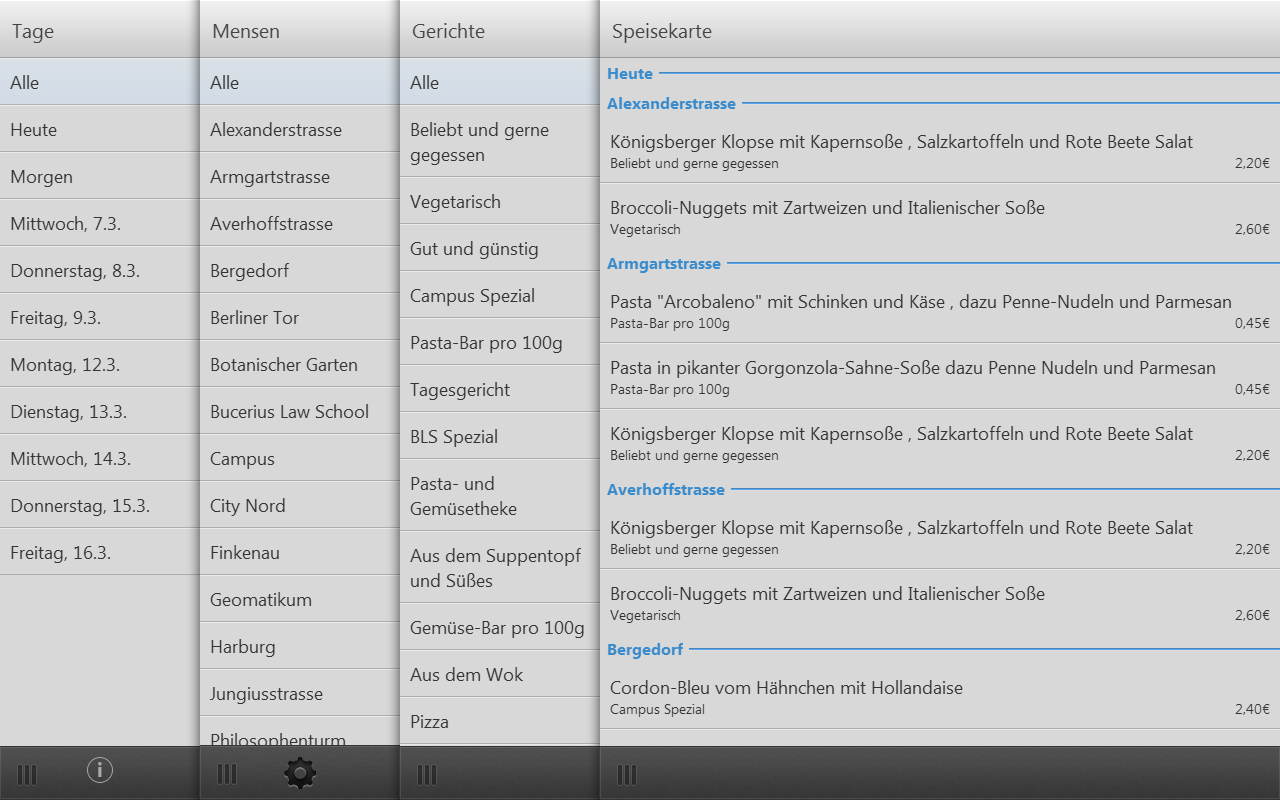 Tage
Alle
Heute
Morgen
Mittwoch, 7.3.
Donnerstag, 8.3.
Freitag, 9.3.
Montag, 12.3.
Dienstag, 13.3.
Mittwoch, 14.3.
Donnerstag, 15.3.
Freitag, 16.3.
Mensen
Alle
Alexanderstrasse
Armgartstrasse
Averhoffstrasse
Bergedorf
Berliner Tor
Botanischer Garten
Bucerius Law School
Campus
City Nord
Finkenau
Geomatikum
Harburg
Jungiusstrasse
Philosophenturm
Gerichte
Alle
Beliebt und gerne
gegessen
Vegetarisch
Gut und günstig
Campus Spezial
Pasta-Bar pro 100g
Tagesgericht
BLS Spezial
Pasta- und
Gemüsetheke
Aus dem Suppentopf
und Süßes
Gemüse-Bar pro 100g
Aus dem Wok
Pizza
Speisekarte
Heute
Alexanderstrasse
Königsberger Klopse mit Kapernsoße , Salzkartoffeln und Rote Beete Salat
Beliebt und gerne gegessen 2,20€
Broccoli-Nuggets mit Zartweizen und Italienischer Soße
Vegetarisch 2,60€
Armgartstrasse
Pasta "Arcobaleno" mit Schinken und Käse , dazu Penne-Nudeln und Parmesan
Pasta-Bar pro 100g 0,45€
Pasta in pikanter Gorgonzola-Sahne-Soße dazu Penne Nudeln und Parmesan
Pasta-Bar pro 100g 0,45€
Königsberger Klopse mit Kapernsoße , Salzkartoffeln und Rote Beete Salat
Beliebt und gerne gegessen 2,20€
Averhoffstrasse
Königsberger Klopse mit Kapernsoße , Salzkartoffeln und Rote Beete Salat
Beliebt und gerne gegessen 2,20€
Broccoli-Nuggets mit Zartweizen und Italienischer Soße
Vegetarisch 2,60€
Bergedorf
Cordon-Bleu vom Hähnchen mit Hollandaise
Campus Spezial 2,40€